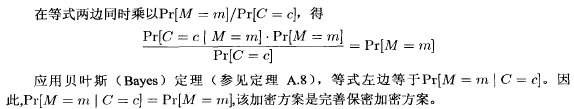 在等式两边同时乘以Pr[M = m]/Pr[C = c]，得
Pr[C = c | M = m] · Pr[M = m] / Pr[C = c] = Pr[M = m]
应用贝叶斯（Bayes）定理（参见定理 A.8），等式左边等于Pr[M = m | C = c]。因
此,Pr[M = m | C = c] = Pr[M = m],该加密方案是完善保密加密方案。